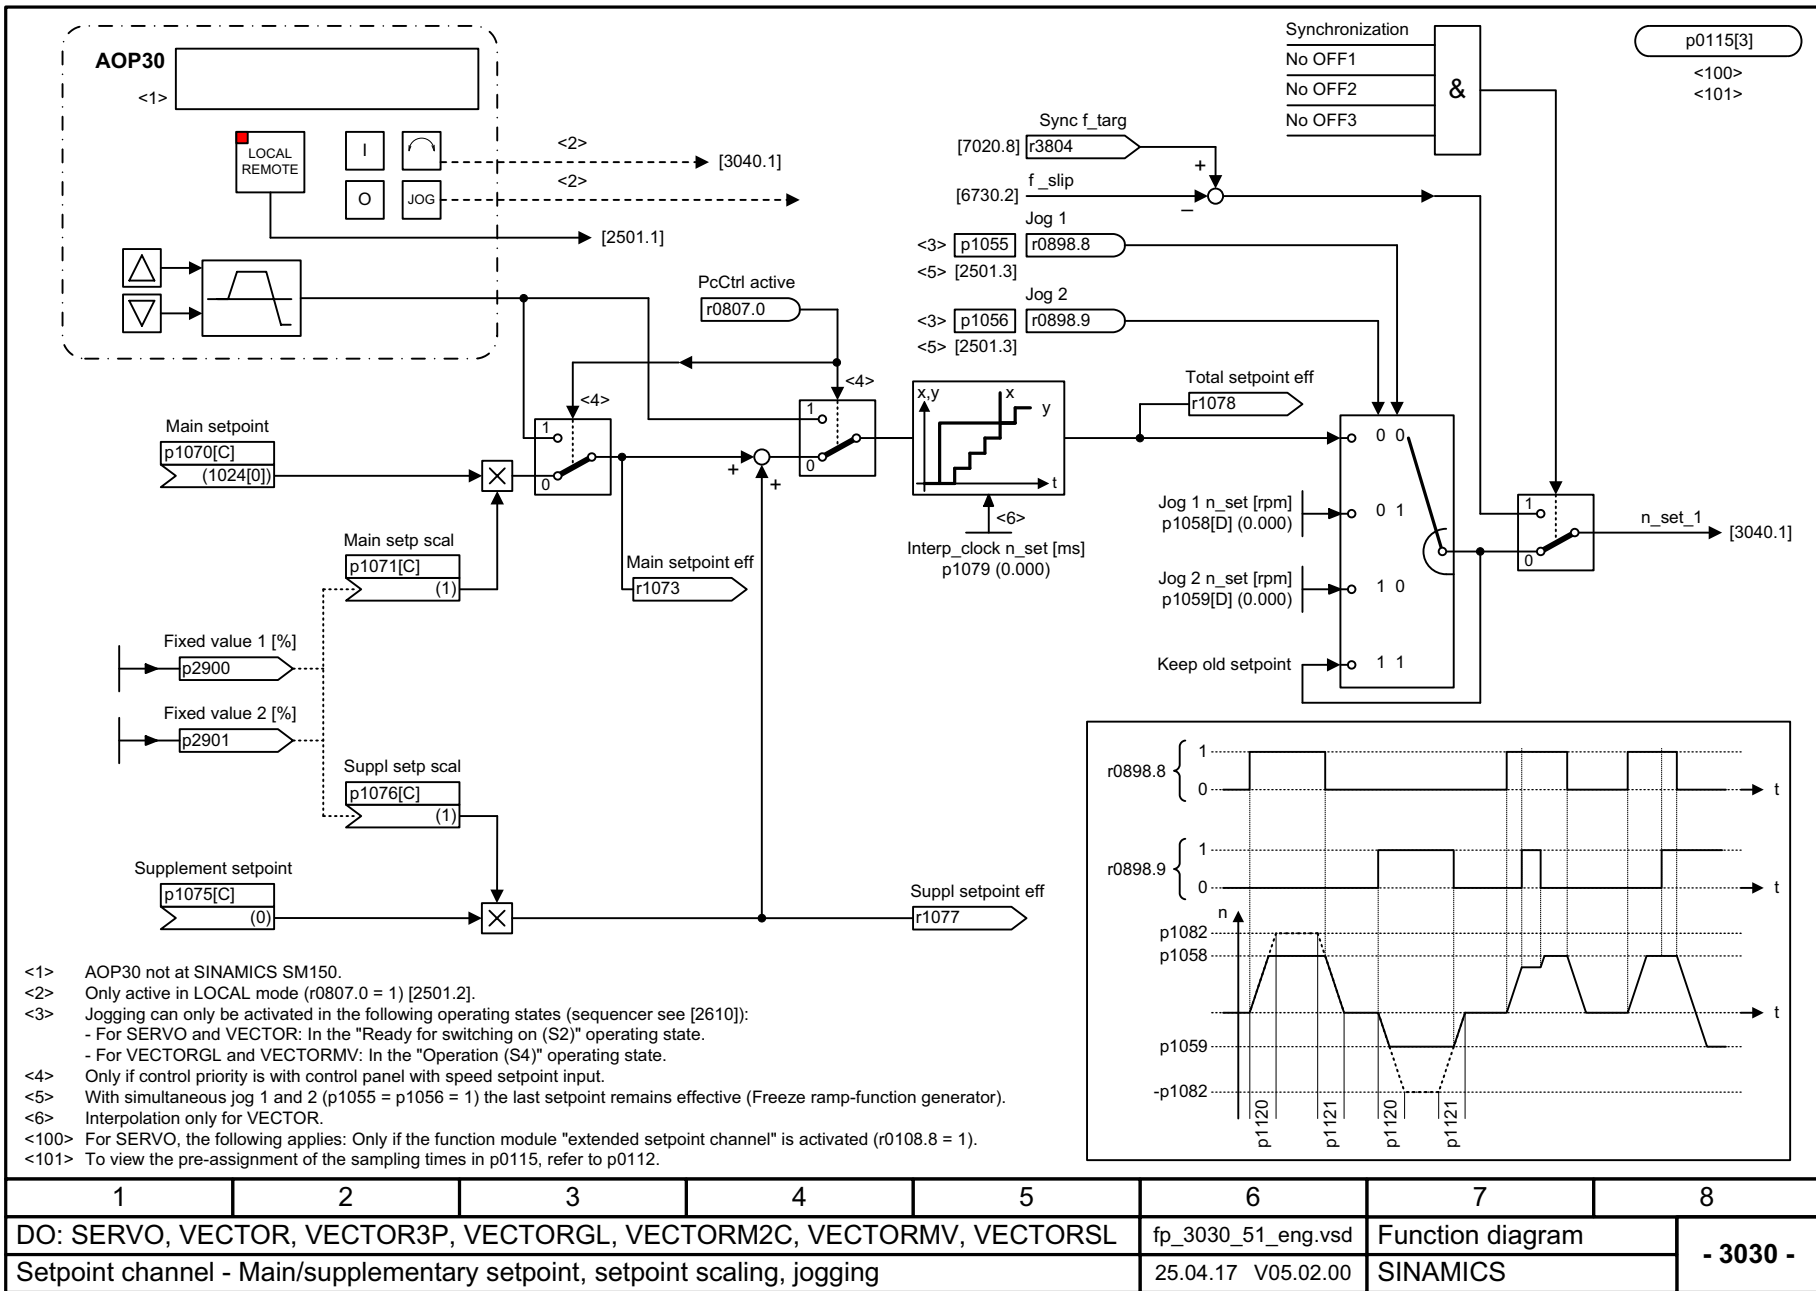 AOP30
<1>
LOCAL
REMOTE
I
O
JOG
<2>
[3040.1]
<2>
[2501.1]
Synchronization
No OFF1
No OFF2
No OFF3
&
p0115[3]
<100>
<101>
Sync f_targ
[7020.8] r3804
+
f _slip
[6730.2]
–
Jog 1
<3> p1055 r0898.8
<5> [2501.3]
Jog 2
<3> p1056 r0898.9
<5> [2501.3]
PcCtrl active
r0807.0
<4>
<4>
1
0
1
0
Main setpoint
p1070[C]
(1024[0])
+
+
x,y
x
y
t
<6>
Interp_clock n_set [ms]
p1079 (0.000)
Total setpoint eff
r1078
0 0
Jog 1 n_set [rpm]
p1058[D] (0.000)
0 1
Jog 2 n_set [rpm]
p1059[D] (0.000)
1 0
Keep old setpoint
1 1
1
0
n_set_1
[3040.1]
Main setp scal
p1071[C]
(1)
Main setpoint eff
r1073
Fixed value 1 [%]
p2900
Fixed value 2 [%]
p2901
Suppl setp scal
p1076[C]
(1)
Supplement setpoint
p1075[C]
(0)
Suppl setpoint eff
r1077
r0898.8
1
0
t
r0898.9
1
0
t
n
p1082
p1058
t
p1059
-p1082
p1120
p1121
p1120
p1121
<1> AOP30 not at SINAMICS SM150.
<2> Only active in LOCAL mode (r0807.0 = 1) [2501.2].
<3> Jogging can only be activated in the following operating states (sequencer see [2610]):
- For SERVO and VECTOR: In the "Ready for switching on (S2)" operating state.
- For VECTORGL and VECTORMV: In the "Operation (S4)" operating state.
<4> Only if control priority is with control panel with speed setpoint input.
<5> With simultaneous jog 1 and 2 (p1055 = p1056 = 1) the last setpoint remains effective (Freeze ramp-function generator).
<6> Interpolation only for VECTOR.
<100> For SERVO, the following applies: Only if the function module "extended setpoint channel" is activated (r0108.8 = 1).
<101> To view the pre-assignment of the sampling times in p0115, refer to p0112.
1 2 3 4 5 6 7 8
DO: SERVO, VECTOR, VECTOR3P, VECTORGL, VECTORM2C, VECTORMV, VECTORSL
fp_3030_51_eng.vsd
Function diagram
- 3030 -
Setpoint channel - Main/supplementary setpoint, setpoint scaling, jogging
25.04.17 V05.02.00
SINAMICS